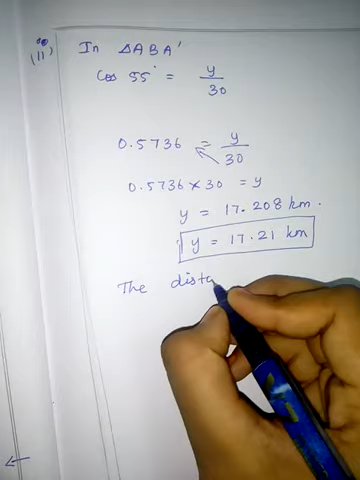 (ii) In ΔABA'
Cos 55° = y/30
0.5736 = y/30
0.5736 × 30 = y
y = 17.208 km.
y = 17.21 km
The dista